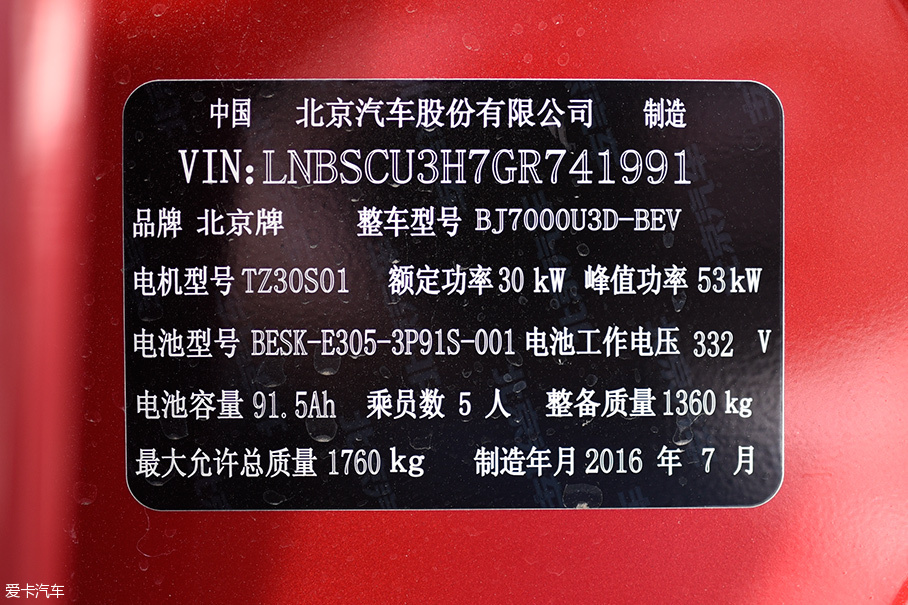 中国 北京汽车股份有限公司 制造
VIN:LNBSCU3H7GR741991
品牌 北京牌 整车型号 BJ7000U3D-BEV
电机型号 TZ30S01 额定功率 30 kW 峰值功率 53kW
电池型号 BESK-E305-3P91S-001 电池工作电压 332 V
电池容量 91.5Ah 乘员数 5 人 整备质量 1360 kg
最大允许总质量 1760 kg 制造年月 2016 年 7 月
爱卡汽车